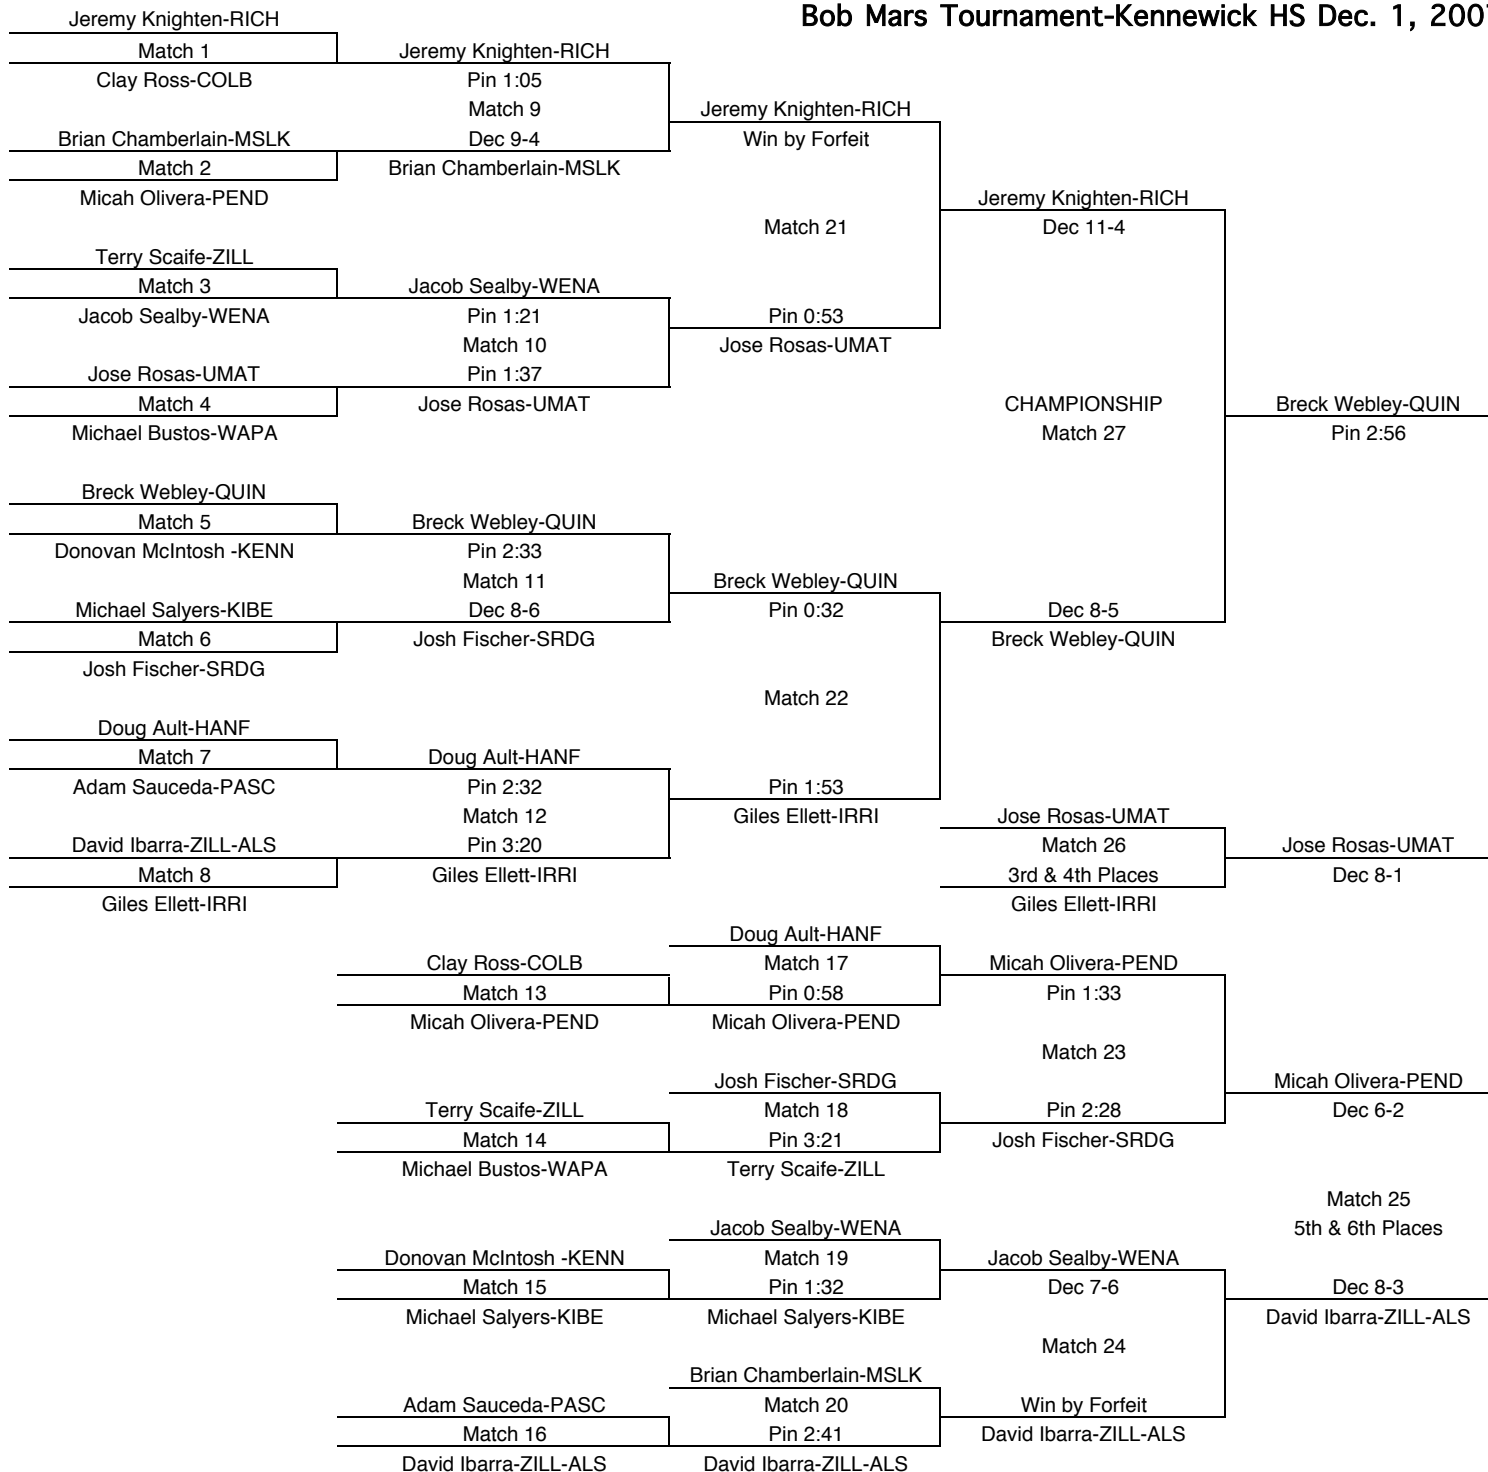 Bob Mars Tournament-Kennewick HS Dec. 1, 200
Jeremy Knighten-RICH
Match 1
Clay Ross-COLB
Brian Chamberlain-MSLK
Match 2
Micah Olivera-PEND
Terry Scaife-ZILL
Match 3
Jacob Sealby-WENA
Jose Rosas-UMAT
Match 4
Michael Bustos-WAPA
Breck Webley-QUIN
Match 5
Donovan McIntosh -KENN
Michael Salyers-KIBE
Match 6
Josh Fischer-SRDG
Doug Ault-HANF
Match 7
Adam Sauceda-PASC
David Ibarra-ZILL-ALS
Match 8
Giles Ellett-IRRI
Jeremy Knighten-RICH
Pin 1:05
Match 9
Dec 9-4
Brian Chamberlain-MSLK
Jacob Sealby-WENA
Pin 1:21
Match 10
Pin 1:37
Jose Rosas-UMAT
Breck Webley-QUIN
Pin 2:33
Match 11
Dec 8-6
Josh Fischer-SRDG
Doug Ault-HANF
Pin 2:32
Match 12
Pin 3:20
Giles Ellett-IRRI
Jeremy Knighten-RICH
Win by Forfeit
Match 21
Pin 0:53
Jose Rosas-UMAT
Breck Webley-QUIN
Pin 0:32
Match 22
Pin 1:53
Giles Ellett-IRRI
Jeremy Knighten-RICH
Dec 11-4
CHAMPIONSHIP
Match 27
Dec 8-5
Breck Webley-QUIN
Breck Webley-QUIN
Pin 2:56
Jose Rosas-UMAT
Match 26
3rd & 4th Places
Giles Ellett-IRRI
Jose Rosas-UMAT
Dec 8-1
Clay Ross-COLB
Match 13
Micah Olivera-PEND
Terry Scaife-ZILL
Match 14
Michael Bustos-WAPA
Donovan McIntosh -KENN
Match 15
Michael Salyers-KIBE
Adam Sauceda-PASC
Match 16
David Ibarra-ZILL-ALS
Doug Ault-HANF
Match 17
Pin 0:58
Micah Olivera-PEND
Josh Fischer-SRDG
Match 18
Pin 3:21
Terry Scaife-ZILL
Jacob Sealby-WENA
Match 19
Pin 1:32
Michael Salyers-KIBE
Brian Chamberlain-MSLK
Match 20
Pin 2:41
David Ibarra-ZILL-ALS
Micah Olivera-PEND
Pin 1:33
Match 23
Pin 2:28
Josh Fischer-SRDG
Jacob Sealby-WENA
Dec 7-6
Match 24
Win by Forfeit
David Ibarra-ZILL-ALS
Micah Olivera-PEND
Dec 6-2
Match 25
5th & 6th Places
Dec 8-3
David Ibarra-ZILL-ALS